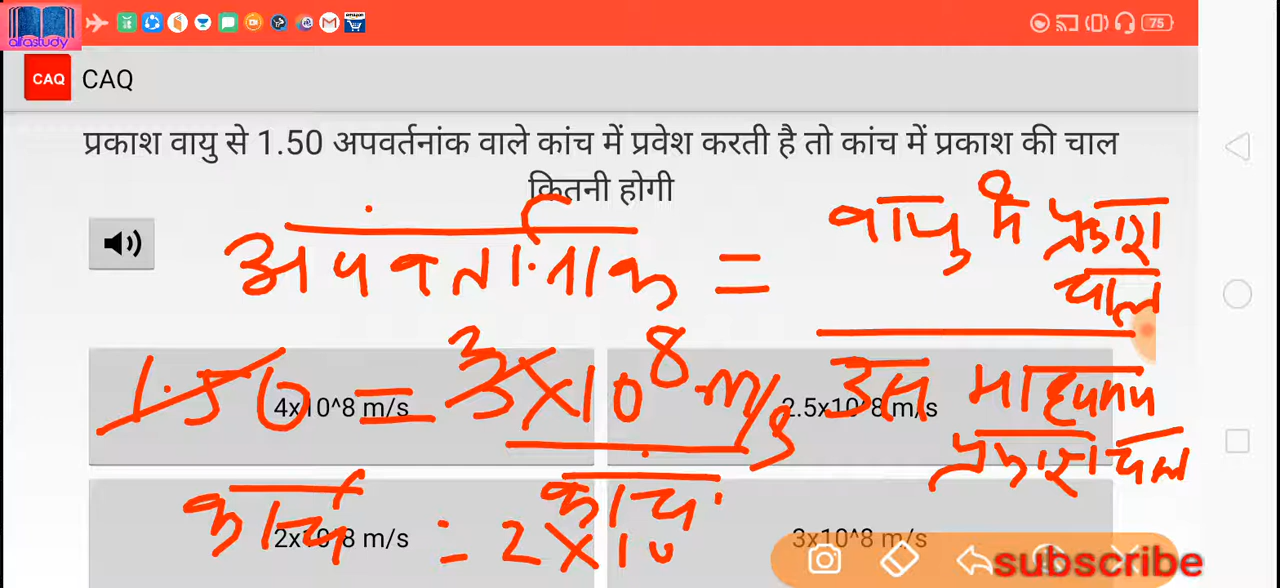 alfastudy
75
CAQ CAQ
प्रकाश वायु से 1.50 अपवर्तनांक वाले कांच में प्रवेश करती है तो कांच में प्रकाश की चाल
कितनी होगी
वायु में प्रकाश
चाल
अपवर्तनांक =
उस माध्यम
प्रकाश चाल
1.50 = 3×10^8 m/s
4x10^8 m/s
2.5x10^8 m/s
कांच
कांच = 2×10
2x10^8 m/s
3x10^8 m/s
subscribe